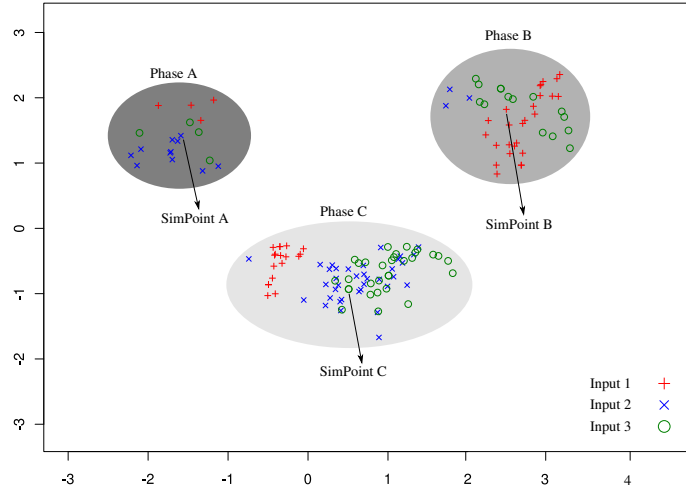 3
2
1
0
-1
-2
-3
Phase A
Phase B
SimPoint A
SimPoint B
Phase C
SimPoint C
Input 1
Input 2
Input 3
-3 -2 -1 0 1 2 3 4